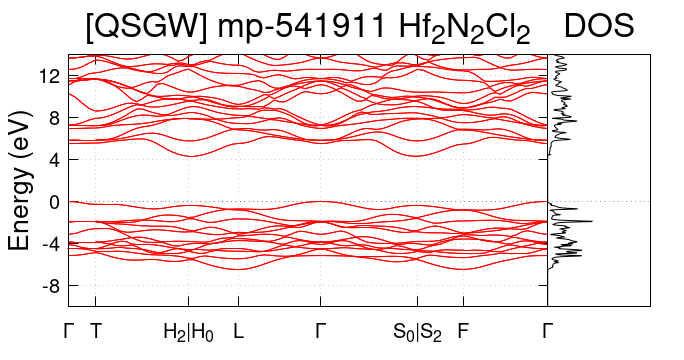 [QSGW] mp-541911 Hf₂N₂Cl₂ DOS
Energy (eV)
12
8
4
0
-4
-8
Γ T H₂|H₀ L Γ S₀|S₂ F Γ